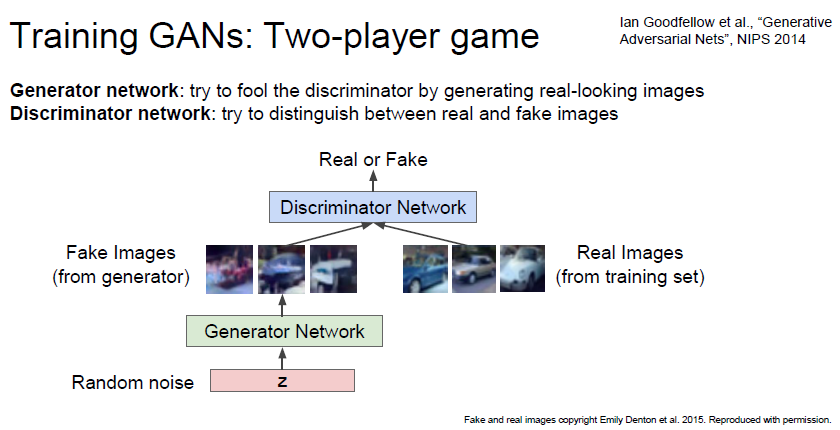 Training GANs: Two-player game
Ian Goodfellow et al., “Generative
Adversarial Nets”, NIPS 2014
Generator network: try to fool the discriminator by generating real-looking images
Discriminator network: try to distinguish between real and fake images
Real or Fake
Discriminator Network
Fake Images
(from generator)
Real Images
(from training set)
Generator Network
Random noise
z
Fake and real images copyright Emily Denton et al. 2015. Reproduced with permission.